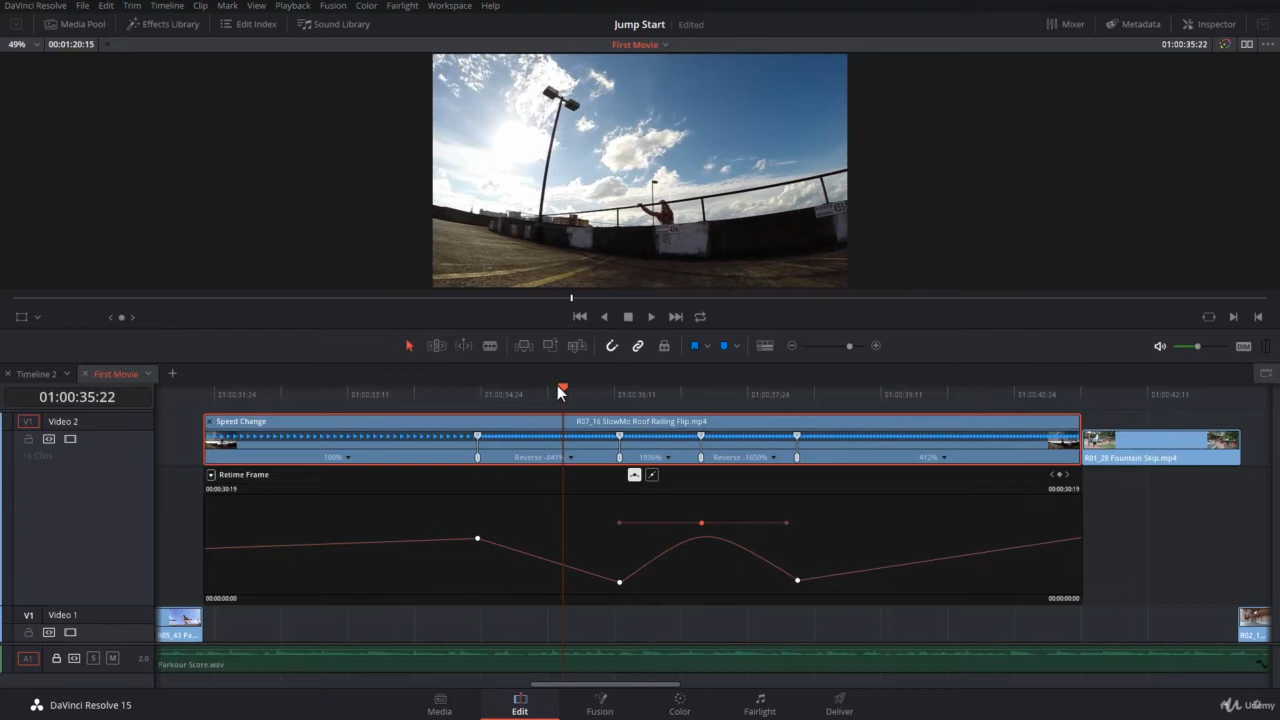 DaVinci Resolve File Edit Trim Timeline Clip Mark View Playback Fusion Color Fairlight Workspace Help
Media Pool Effects Library Edit Index Sound Library Jump Start Edited Mixer Metadata Inspector
49% 00:01:20:15 First Movie 01:00:35:22
Timeline 2 First Movie
DIM
01:00:35:22 01:00:31:24 01:00:33:11 01:00:34:24 01:00:36:11 01:00:37:24 01:00:39:11 01:00:40:24 01:00:42:11
V1 Video 2 Speed Change R07_18 SlowMo Roof Railing Flip.mp4
100% Reverse -841% 1936% Reverse -1650% 412% R01_28 Fountain Skip.mp4
Retime Frame
00:00:30:19 00:00:30:19
00:00:00:00 00:00:00:00
V1 Video 1
R05_43 Pa... R02_1...
A1 S M 2.0 Parkour Score.wav
DaVinci Resolve 15 Media Edit Fusion Color Fairlight Deliver
Udemy